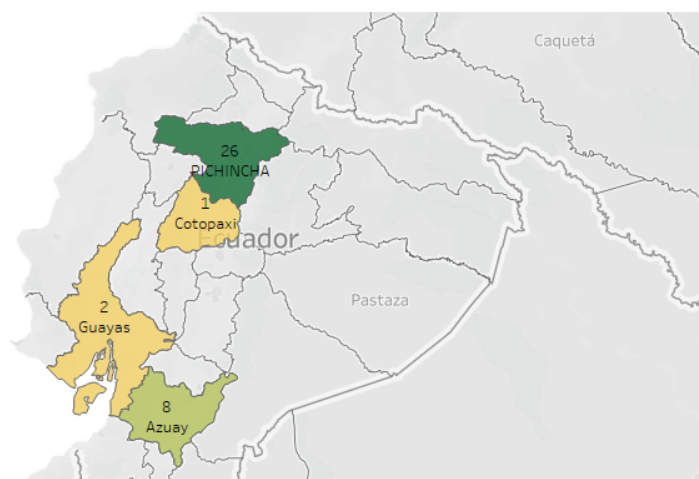 Caquetá
26
PICHINCHA
1
Cotopaxi
Ecuador
Pastaza
2
Guayas
8
Azuay